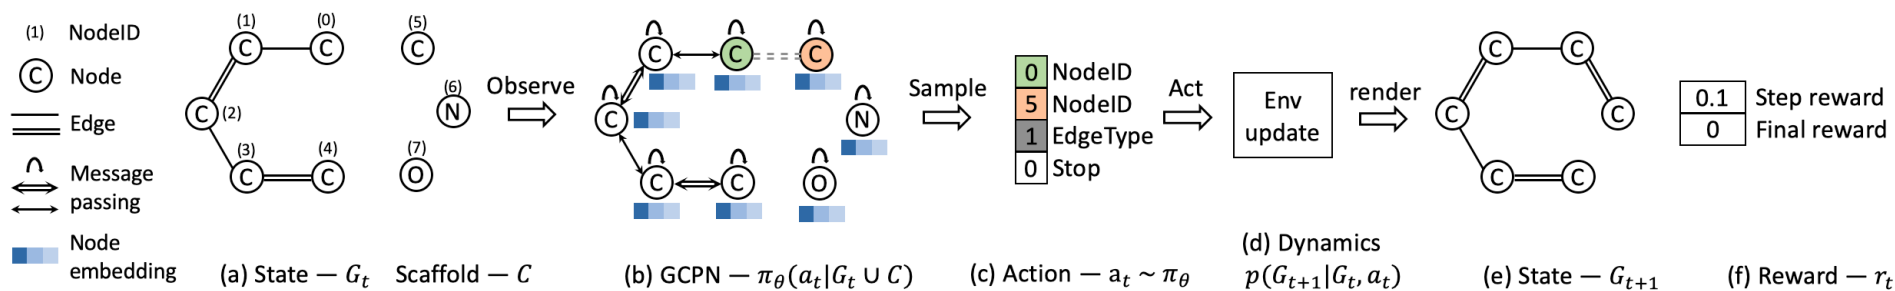 (1) NodeID
C Node
Edge
Message
passing
Node
embedding
(1) (0) (5)
C C C
(6)
C (2) N
(3) (4) (7)
C C O
(a) State — G_t Scaffold — C
Observe
C C C
C N
C C O
(b) GCPN — π_θ(a_t|G_t ∪ C)
Sample
0 NodeID
5 NodeID
1 EdgeType
0 Stop
(c) Action — a_t ~ π_θ
Act
Env
update
(d) Dynamics
p(G_{t+1}|G_t, a_t)
render
C C
C C
C C
(e) State — G_{t+1}
0.1 Step reward
0 Final reward
(f) Reward — r_t